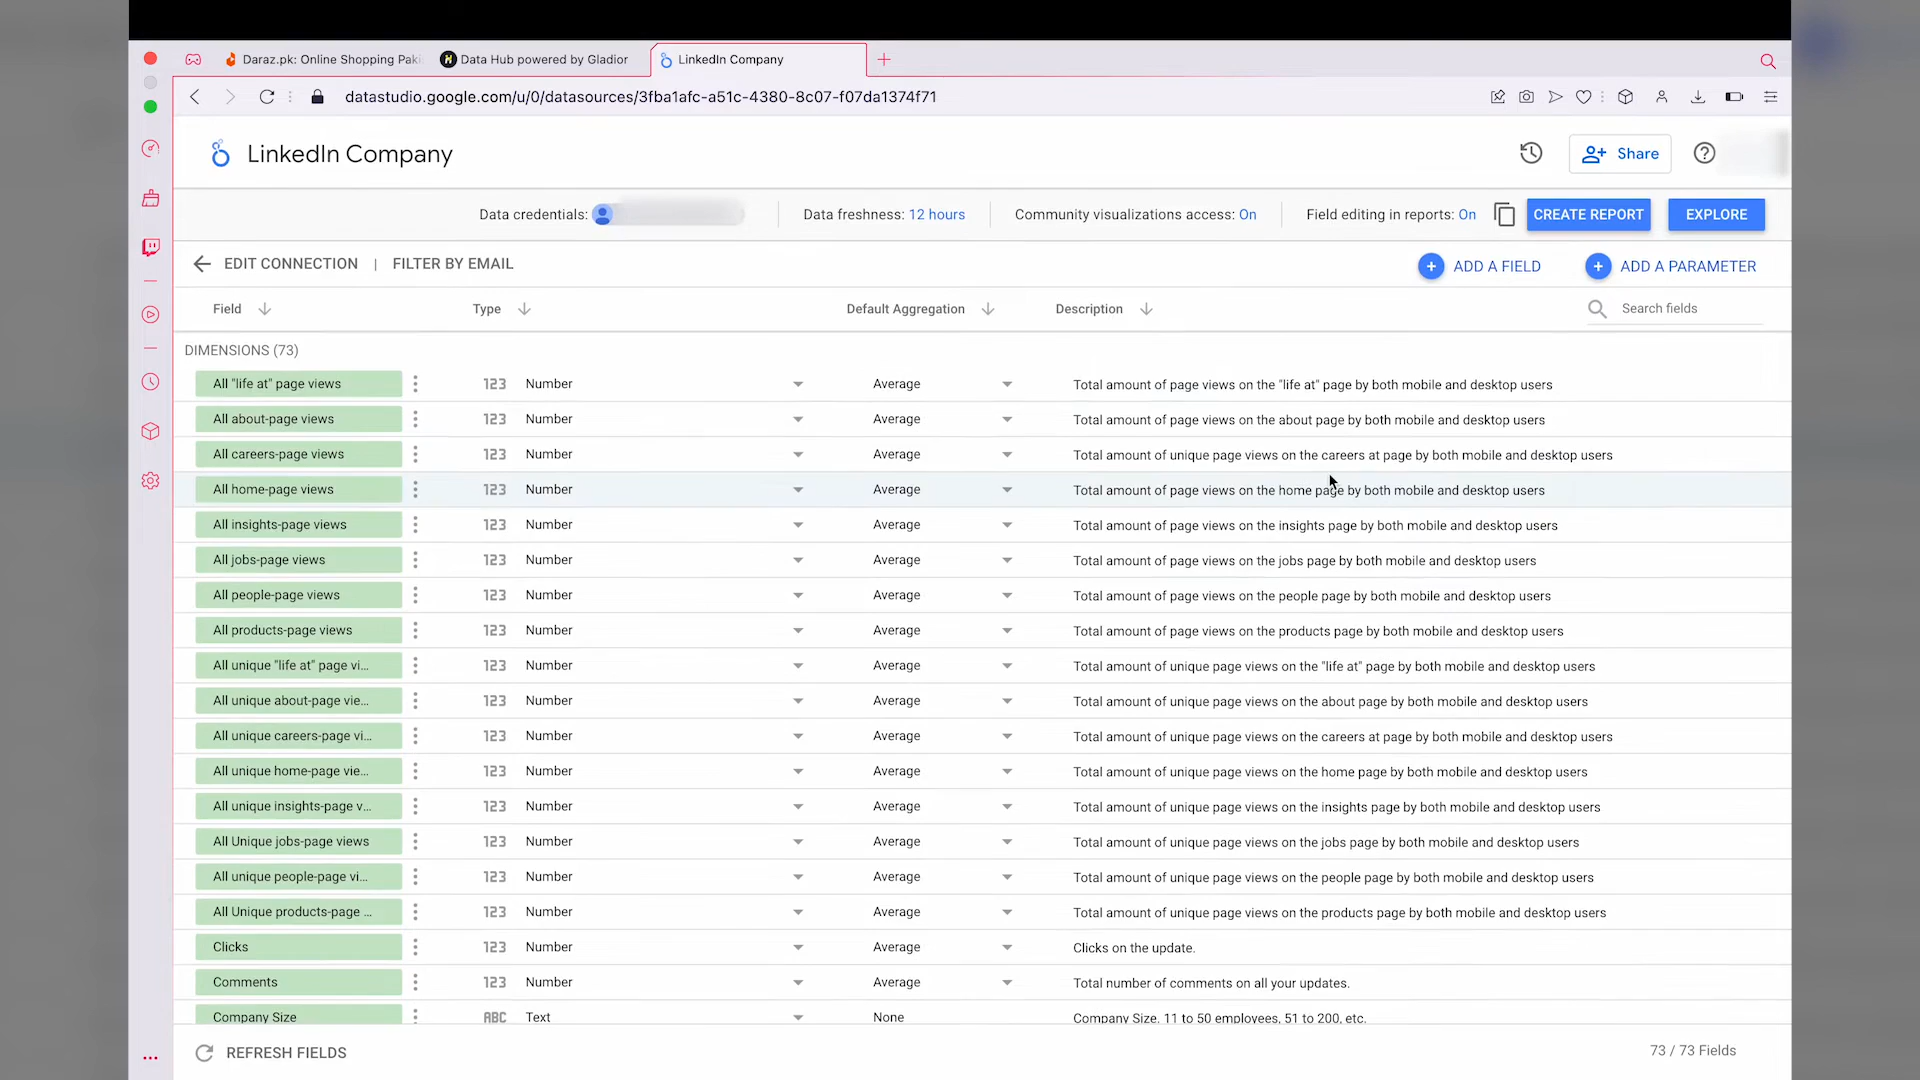 Daraz.pk: Online Shopping Paki
Data Hub powered by Gladior
LinkedIn Company
datastudio.google.com/u/0/datasources/3fba1afc-a51c-4380-8c07-f07da1374f71
LinkedIn Company
Share
Data credentials:
Data freshness: 12 hours
Community visualizations access: On
Field editing in reports: On
CREATE REPORT
EXPLORE
EDIT CONNECTION | FILTER BY EMAIL
ADD A FIELD
ADD A PARAMETER
Field Type Default Aggregation Description Search fields
DIMENSIONS (73)
All "life at" page views 123 Number Average Total amount of page views on the "life at" page by both mobile and desktop users
All about-page views 123 Number Average Total amount of page views on the about page by both mobile and desktop users
All careers-page views 123 Number Average Total amount of unique page views on the careers at page by both mobile and desktop users
All home-page views 123 Number Average Total amount of page views on the home page by both mobile and desktop users
All insights-page views 123 Number Average Total amount of page views on the insights page by both mobile and desktop users
All jobs-page views 123 Number Average Total amount of page views on the jobs page by both mobile and desktop users
All people-page views 123 Number Average Total amount of page views on the people page by both mobile and desktop users
All products-page views 123 Number Average Total amount of page views on the products page by both mobile and desktop users
All unique "life at" page vi... 123 Number Average Total amount of unique page views on the "life at" page by both mobile and desktop users
All unique about-page vie... 123 Number Average Total amount of unique page views on the about page by both mobile and desktop users
All unique careers-page vi... 123 Number Average Total amount of unique page views on the careers at page by both mobile and desktop users
All unique home-page vie... 123 Number Average Total amount of unique page views on the home page by both mobile and desktop users
All unique insights-page v... 123 Number Average Total amount of unique page views on the insights page by both mobile and desktop users
All Unique jobs-page views 123 Number Average Total amount of unique page views on the jobs page by both mobile and desktop users
All unique people-page vi... 123 Number Average Total amount of unique page views on the people page by both mobile and desktop users
All Unique products-page ... 123 Number Average Total amount of unique page views on the products page by both mobile and desktop users
Clicks 123 Number Average Clicks on the update.
Comments 123 Number Average Total number of comments on all your updates.
Company Size ABC Text None Company Size. 11 to 50 employees, 51 to 200, etc.
REFRESH FIELDS
73 / 73 Fields